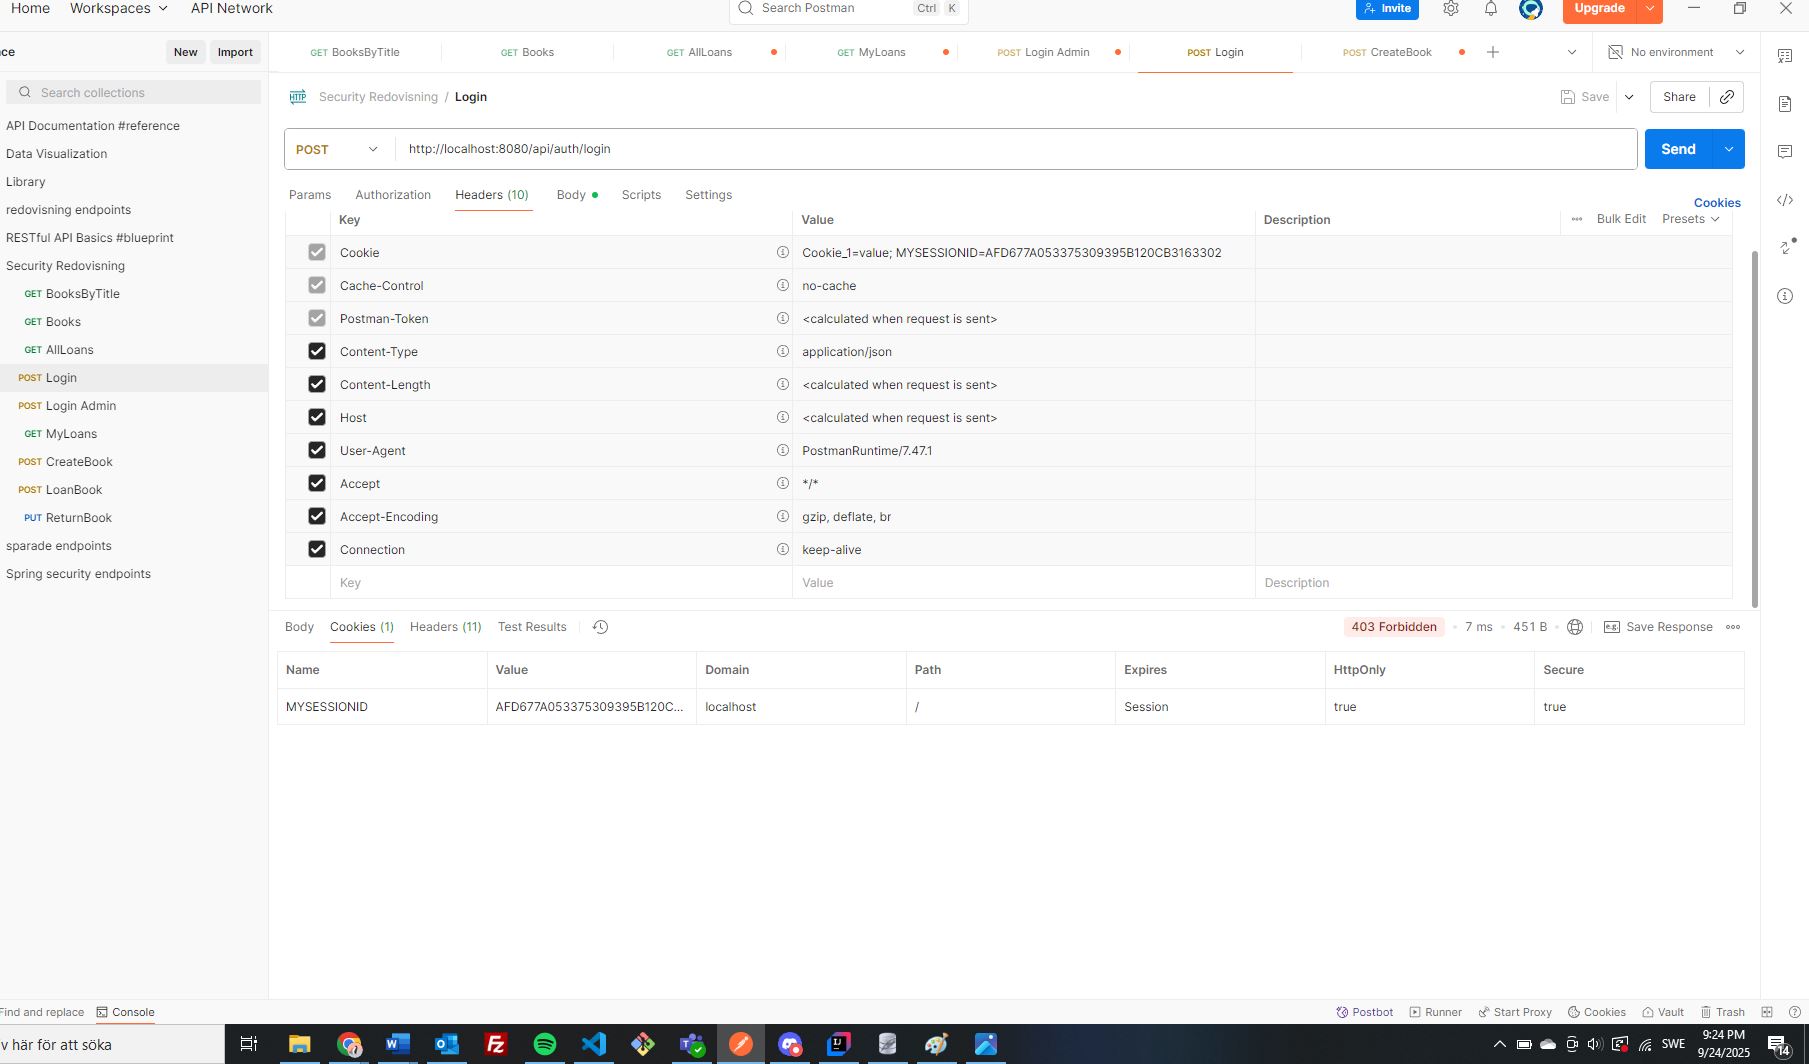 Home Workspaces API Network Search Postman Ctrl K Invite Upgrade
ce New Import GET BooksByTitle GET Books GET AllLoans GET MyLoans POST Login Admin POST Login POST CreateBook No environment
Search collections
HTTP Security Redovisning / Login Save Share
API Documentation #reference
Data Visualization
Library
redovisning endpoints
RESTful API Basics #blueprint
Security Redovisning
GET BooksByTitle
GET Books
GET AllLoans
POST Login
POST Login Admin
GET MyLoans
POST CreateBook
POST LoanBook
PUT ReturnBook
sparade endpoints
Spring security endpoints
POST http://localhost:8080/api/auth/login Send
Params Authorization Headers (10) Body Scripts Settings Cookies
Key Value Description Bulk Edit Presets
Cookie Cookie_1=value; MYSESSIONID=AFD677A053375309395B120CB3163302
Cache-Control no-cache
Postman-Token <calculated when request is sent>
Content-Type application/json
Content-Length <calculated when request is sent>
Host <calculated when request is sent>
User-Agent PostmanRuntime/7.47.1
Accept */*
Accept-Encoding gzip, deflate, br
Connection keep-alive
Key Value Description
Body Cookies (1) Headers (11) Test Results 403 Forbidden 7 ms 451 B e.g. Save Response
Name Value Domain Path Expires HttpOnly Secure
MYSESSIONID AFD677A053375309395B120C... localhost / Session true true
Find and replace Console Postbot Runner Start Proxy Cookies Vault Trash
v här för att söka SWE 9:24 PM
9/24/2025 14